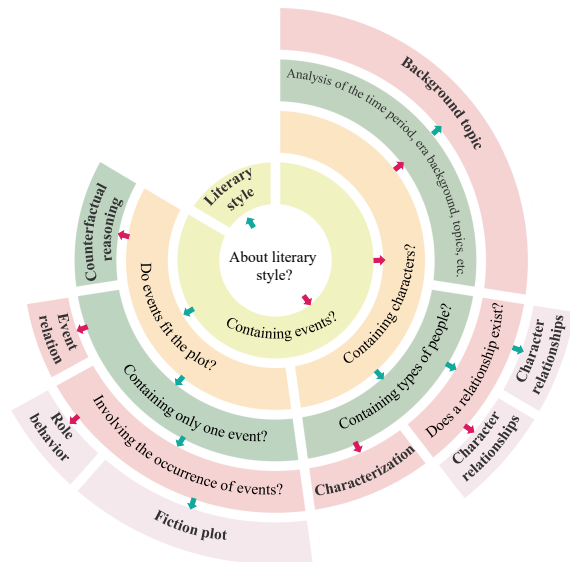 Background topic
Analysis of the time period, era background, topics, etc.
Literary
style
Counterfactual
reasoning
About literary
style?
Containing events?
Containing characters?
Do events fit the plot?
Containing types of people?
Does a relationship exist?
Character
relationships
Event
relation
Containing only one event?
Role
behavior
Involving the occurrence of events?
Characterization
Character
relationships
Fiction plot